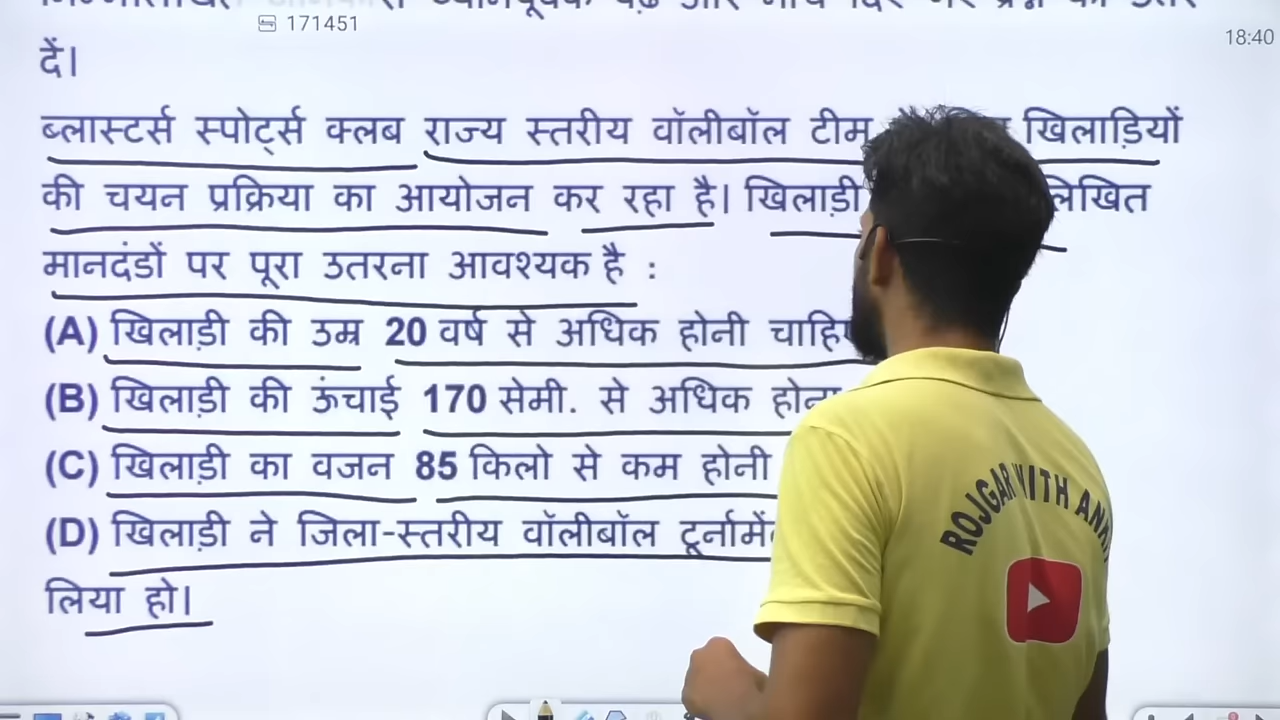 171451
18:40
दें।
ब्लास्टर्स स्पोर्ट्स क्लब राज्य स्तरीय वॉलीबॉल टीम खिलाड़ियों
की चयन प्रक्रिया का आयोजन कर रहा है। खिलाड़ी लिखित
मानदंडों पर पूरा उतरना आवश्यक है :
(A) खिलाड़ी की उम्र 20 वर्ष से अधिक होनी
(B) खिलाड़ी की ऊंचाई 170 सेमी. से अधिक
(C) खिलाड़ी का वजन 85 किलो से कम होनी
(D) खिलाड़ी ने जिला-स्तरीय वॉलीबॉल
लिया हो।
ROJGAR WITH